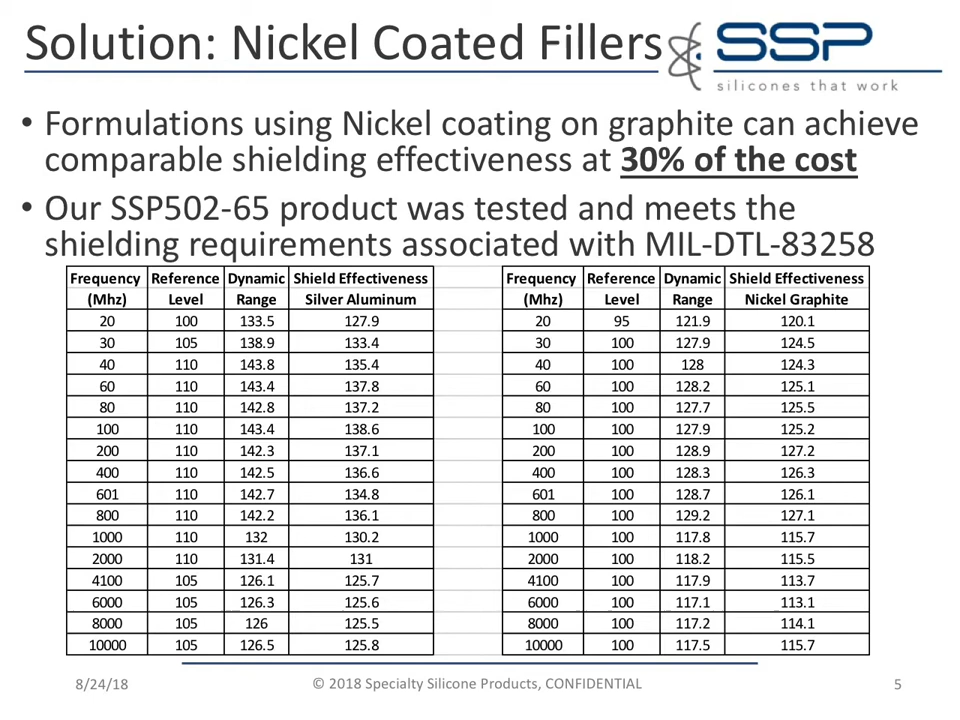 Solution: Nickel Coated Fillers
SSP
silicones that work
• Formulations using Nickel coating on graphite can achieve
comparable shielding effectiveness at 30% of the cost
• Our SSP502-65 product was tested and meets the
shielding requirements associated with MIL-DTL-83258
Frequency Reference Dynamic Shield Effectiveness Frequency Reference Dynamic Shield Effectiveness
(Mhz) Level Range Silver Aluminum (Mhz) Level Range Nickel Graphite
20 100 133.5 127.9 20 95 121.9 120.1
30 105 138.9 133.4 30 100 127.9 124.5
40 110 143.8 135.4 40 100 128 124.3
60 110 143.4 137.8 60 100 128.2 125.1
80 110 142.8 137.2 80 100 127.7 125.5
100 110 143.4 138.6 100 100 127.9 125.2
200 110 142.3 137.1 200 100 128.9 127.2
400 110 142.5 136.6 400 100 128.3 126.3
601 110 142.7 134.8 601 100 128.7 126.1
800 110 142.2 136.1 800 100 129.2 127.1
1000 110 132 130.2 1000 100 117.8 115.7
2000 110 131.4 131 2000 100 118.2 115.5
4100 105 126.1 125.7 4100 100 117.9 113.7
6000 105 126.3 125.6 6000 100 117.1 113.1
8000 105 126 125.5 8000 100 117.2 114.1
10000 105 126.5 125.8 10000 100 117.5 115.7
8/24/18 © 2018 Specialty Silicone Products, CONFIDENTIAL 5